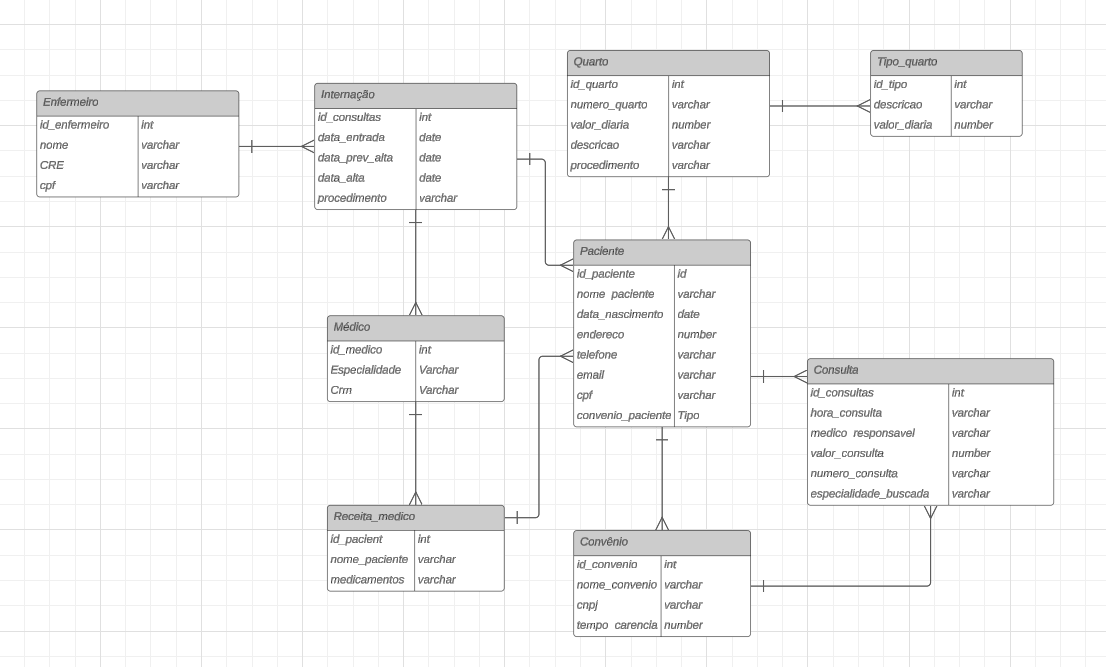 Enfermeiro
id_enfermeiro int
nome varchar
CRE varchar
cpf varchar
Internação
id_consultas int
data_entrada date
data_prev_alta date
data_alta date
procedimento varchar
Quarto
id_quarto int
numero_quarto varchar
valor_diaria number
descricao varchar
procedimento varchar
Tipo_quarto
id_tipo int
descricao varchar
valor_diaria number
Médico
id_medico int
Especialidade Varchar
Crm Varchar
Paciente
id_paciente id
nome paciente varchar
data_nascimento date
endereco number
telefone varchar
email varchar
cpf varchar
convenio_paciente Tipo
Consulta
id_consultas int
hora_consulta varchar
medico responsavel varchar
valor_consulta number
numero_consulta varchar
especialidade_buscada varchar
Receita_medico
id_pacient int
nome_paciente varchar
medicamentos varchar
Convênio
id_convenio int
nome_convenio varchar
cnpj varchar
tempo carencia number